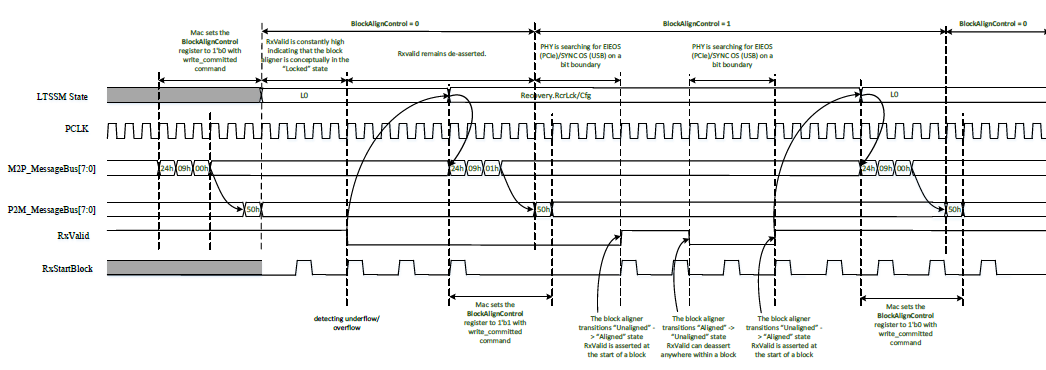 BlockAlignControl = 0
BlockAlignControl = 1
BlockAlignControl = 0
Mac sets the
BlockAlignControl
register to 1'b0 with
write_committed
command
RxValid is constantly high
indicating that the block
aligner is conceptually in the
"Locked" state
Rxvalid remains de-asserted.
PHY is searching for EIEOS
(PCIe)/SYNC OS (USB) on a
bit boundary
PHY is searching for EIEOS
(PCIe)/SYNC OS (USB) on a
bit boundary
LTSSM State
L0
Recovery.RcrLck/Cfg
L0
PCLK
M2P_MessageBus[7:0]
24h 09h 00h
24h 09h 01h
24h 09h 00h
P2M_MessageBus[7:0]
50h
50h
50h
RxValid
RxStartBlock
detecting underflow/
overflow
Mac sets the
BlockAlignControl
register to 1'b1 with
write_committed
command
The block aligner
transitions "Unaligned" -
> "Aligned" state
RxValid is asserted at
the start of a block
The block aligner
transitions "Aligned" ->
"Unaligned" state
RxValid can deassert
anywhere within a block
The block aligner
transitions "Unaligned" -
> "Aligned" state
RxValid is asserted at
the start of a block
Mac sets the
BlockAlignControl
register to 1'b0 with
write_committed
command